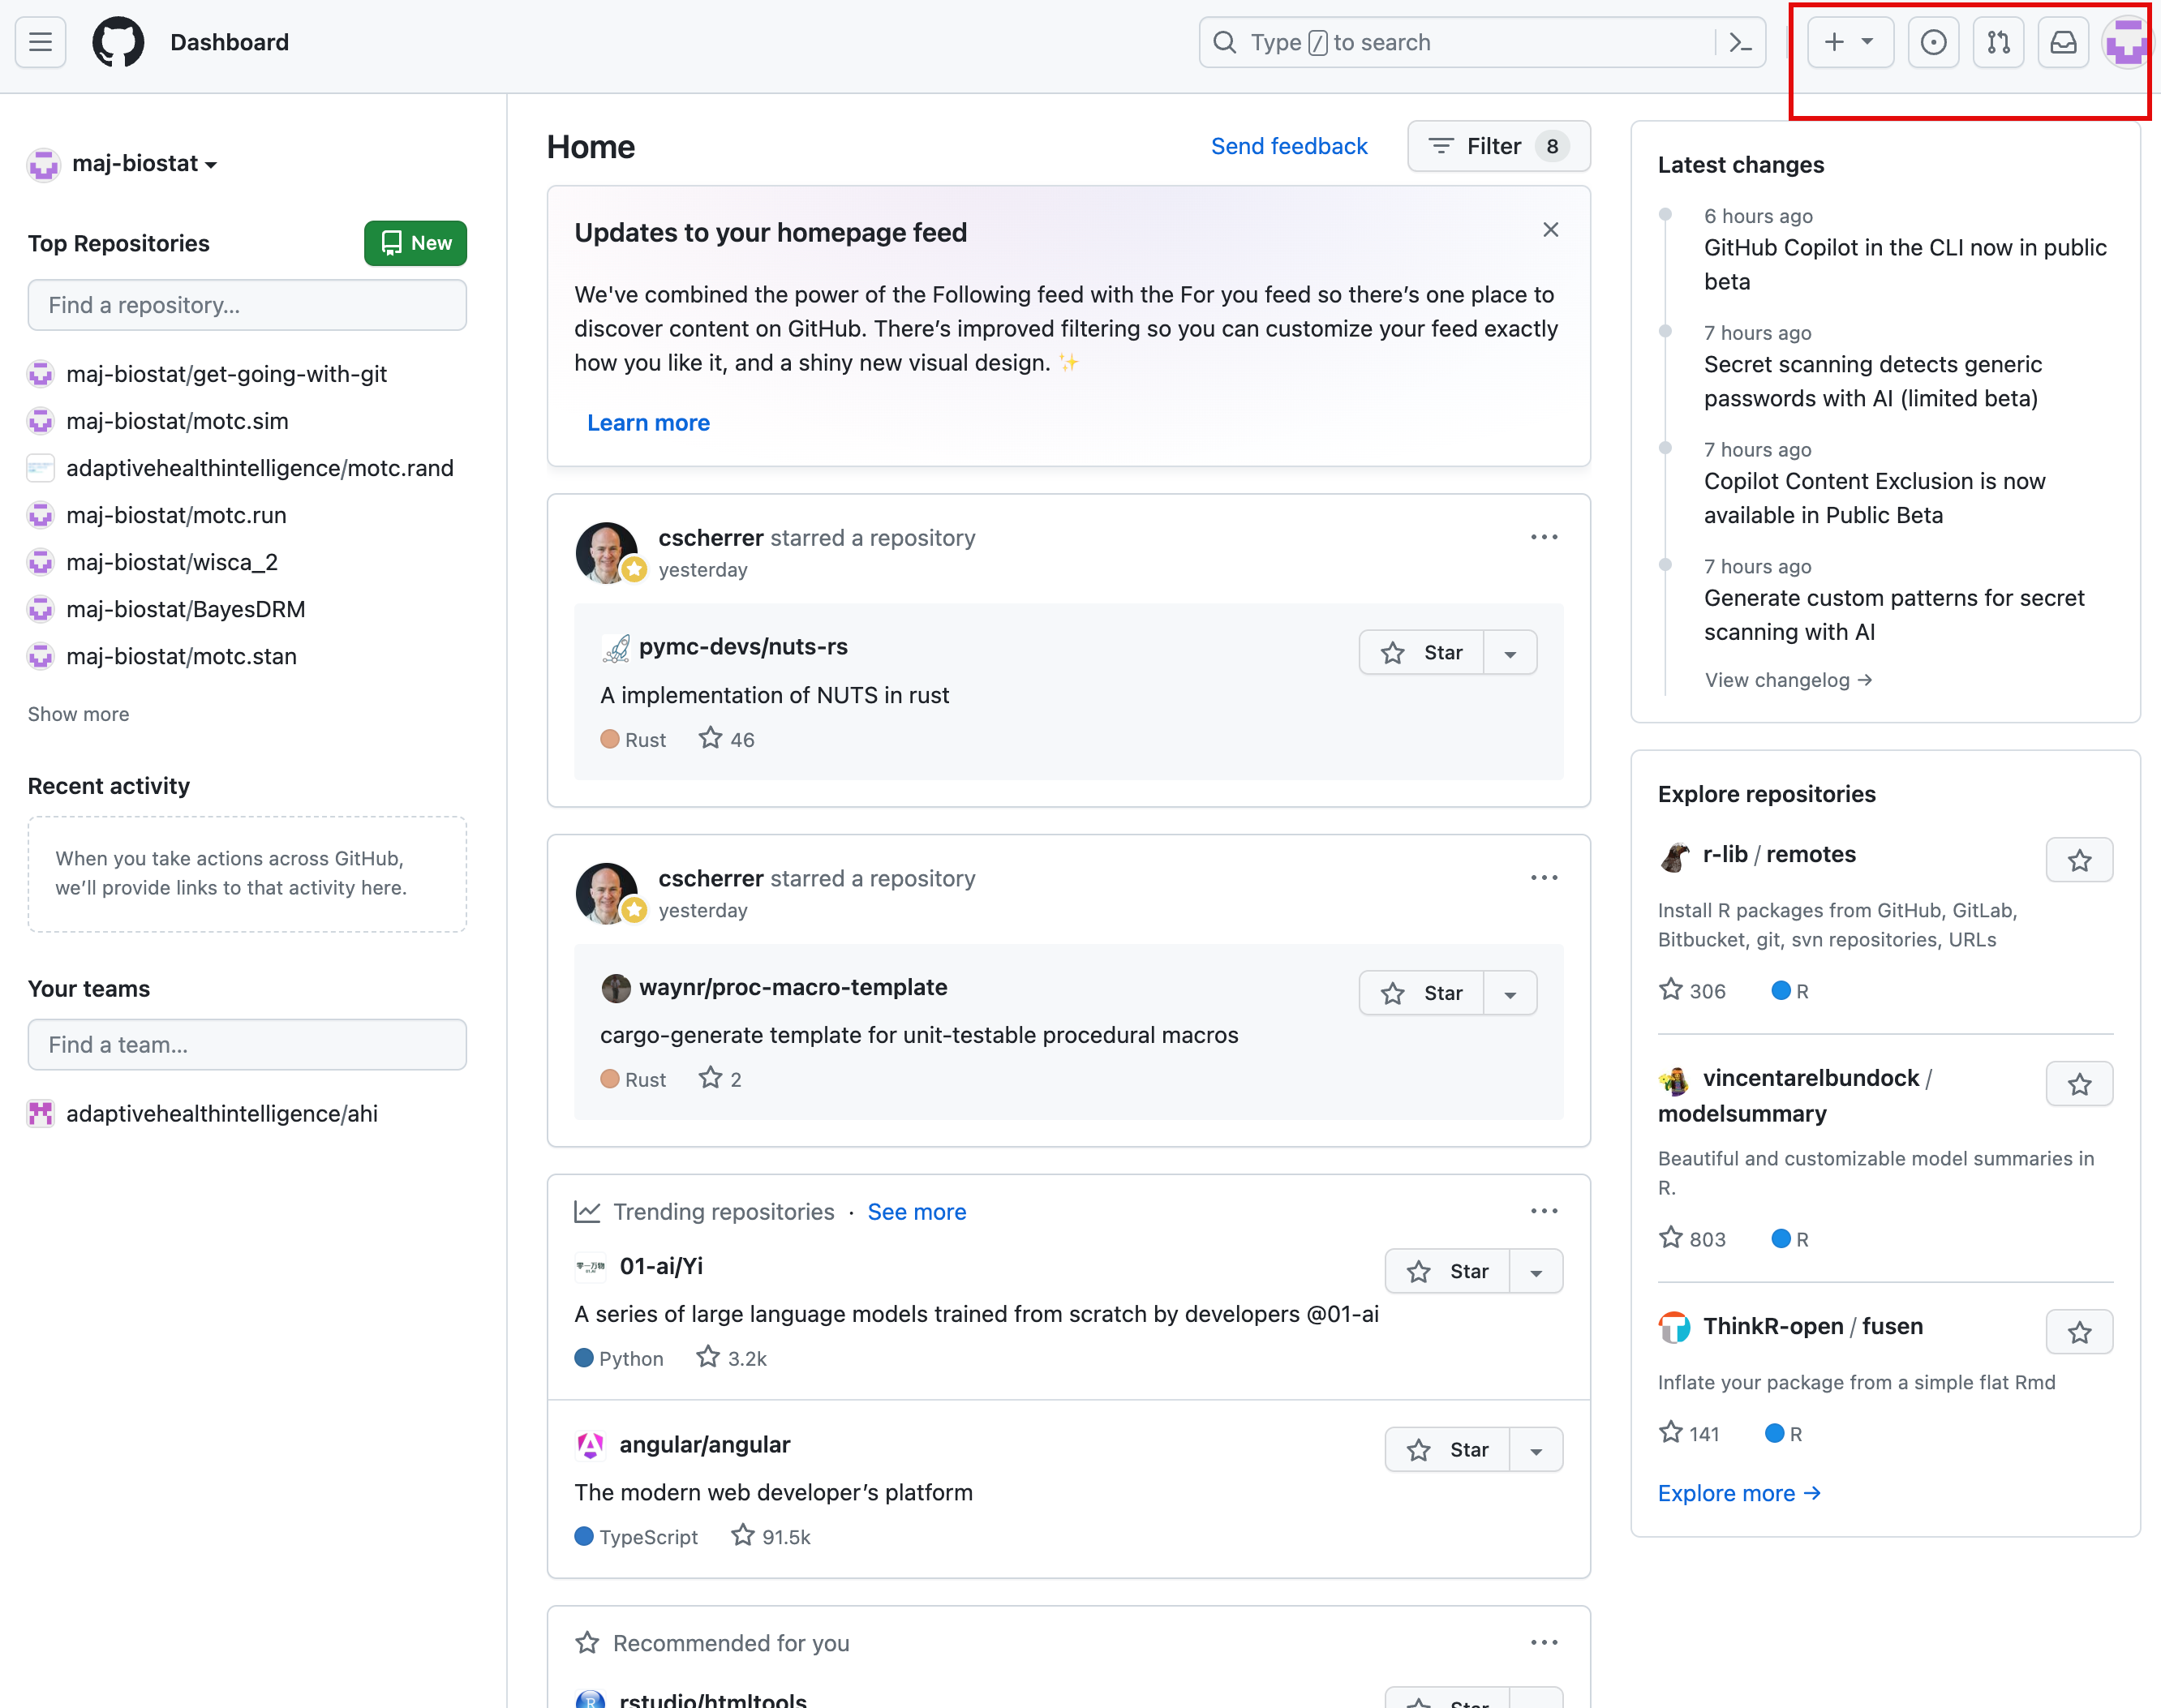 Dashboard
Type / to search
maj-biostat
Top Repositories
New
Find a repository...
maj-biostat/get-going-with-git
maj-biostat/motc.sim
adaptivehealthintelligence/motc.rand
maj-biostat/motc.run
maj-biostat/wisca_2
maj-biostat/BayesDRM
maj-biostat/motc.stan
Show more
Recent activity
When you take actions across GitHub,
we’ll provide links to that activity here.
Your teams
Find a team...
adaptivehealthintelligence/ahi
Home
Send feedback
Filter 8
Updates to your homepage feed
We've combined the power of the Following feed with the For you feed so there’s one place to
discover content on GitHub. There’s improved filtering so you can customize your feed exactly
how you like it, and a shiny new visual design. ✨
Learn more
cscherrer starred a repository
yesterday
pymc-devs/nuts-rs
Star
A implementation of NUTS in rust
Rust 46
cscherrer starred a repository
yesterday
waynr/proc-macro-template
Star
cargo-generate template for unit-testable procedural macros
Rust 2
Trending repositories · See more
01-ai/Yi
Star
A series of large language models trained from scratch by developers @01-ai
Python 3.2k
angular/angular
Star
The modern web developer’s platform
TypeScript 91.5k
Recommended for you
rstudio/htmltools
Star
Latest changes
6 hours ago
GitHub Copilot in the CLI now in public
beta
7 hours ago
Secret scanning detects generic
passwords with AI (limited beta)
7 hours ago
Copilot Content Exclusion is now
available in Public Beta
7 hours ago
Generate custom patterns for secret
scanning with AI
View changelog →
Explore repositories
r-lib / remotes
Install R packages from GitHub, GitLab,
Bitbucket, git, svn repositories, URLs
306 R
vincentarelbundock /
modelsummary
Beautiful and customizable model summaries in
R.
803 R
ThinkR-open / fusen
Inflate your package from a simple flat Rmd
141 R
Explore more →